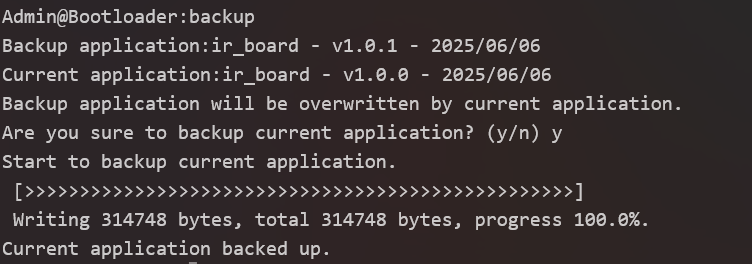 Admin@Bootloader:backup
Backup application:ir_board - v1.0.1 - 2025/06/06
Current application:ir_board - v1.0.0 - 2025/06/06
Backup application will be overwritten by current application.
Are you sure to backup current application? (y/n) y
Start to backup current application.
[>>>>>>>>>>>>>>>>>>>>>>>>>>>>>>>>>>>>>>>>>>>>>>>>>>]
Writing 314748 bytes, total 314748 bytes, progress 100.0%.
Current application backed up.